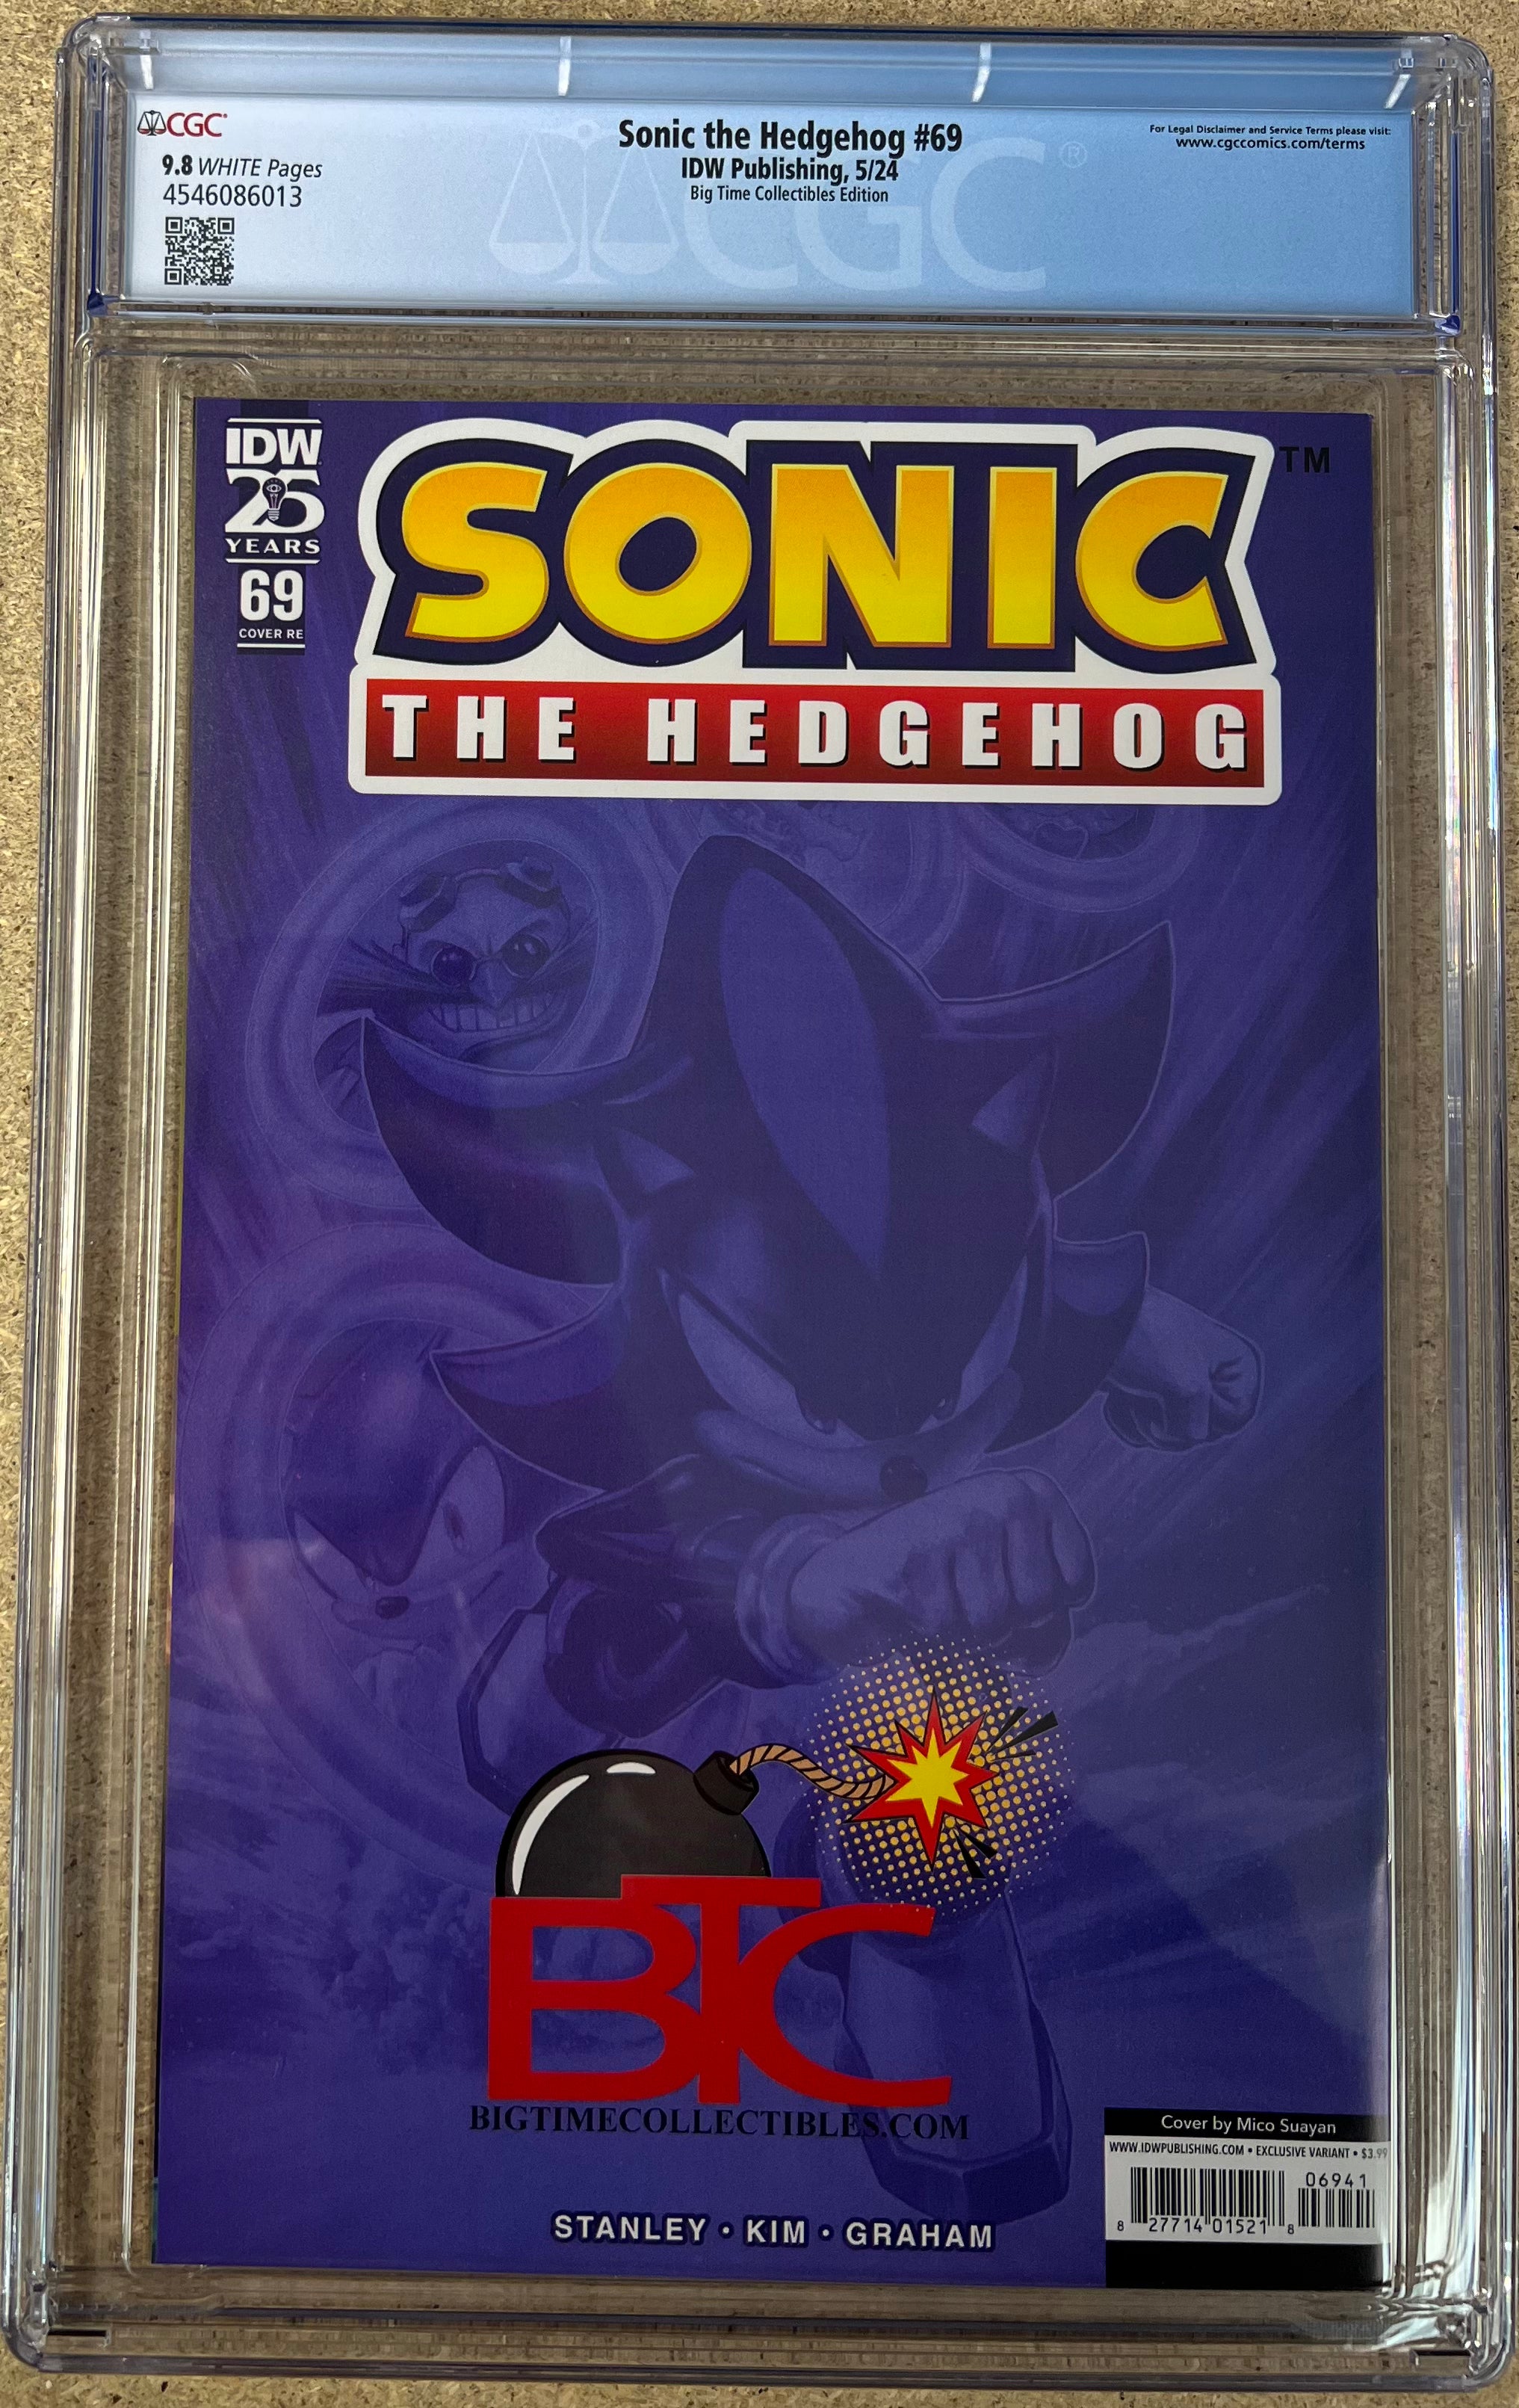 CGC®
9.8 WHITE Pages
4546086013
Sonic the Hedgehog #69
IDW Publishing, 5/24
Big Time Collectibles Edition
For Legal Disclaimer and Service Terms please visit:
www.cgccomics.com/terms
CGC®
IDW
25
YEARS
69
COVER RE
SONIC™
THE HEDGEHOG
BTC
BIGTIMECOLLECTIBLES.COM
STANLEY • KIM • GRAHAM
Cover by Mico Suayan
WWW.IDWPUBLISHING.COM • EXCLUSIVE VARIANT • $3.99
06941
8 27714 01521 8